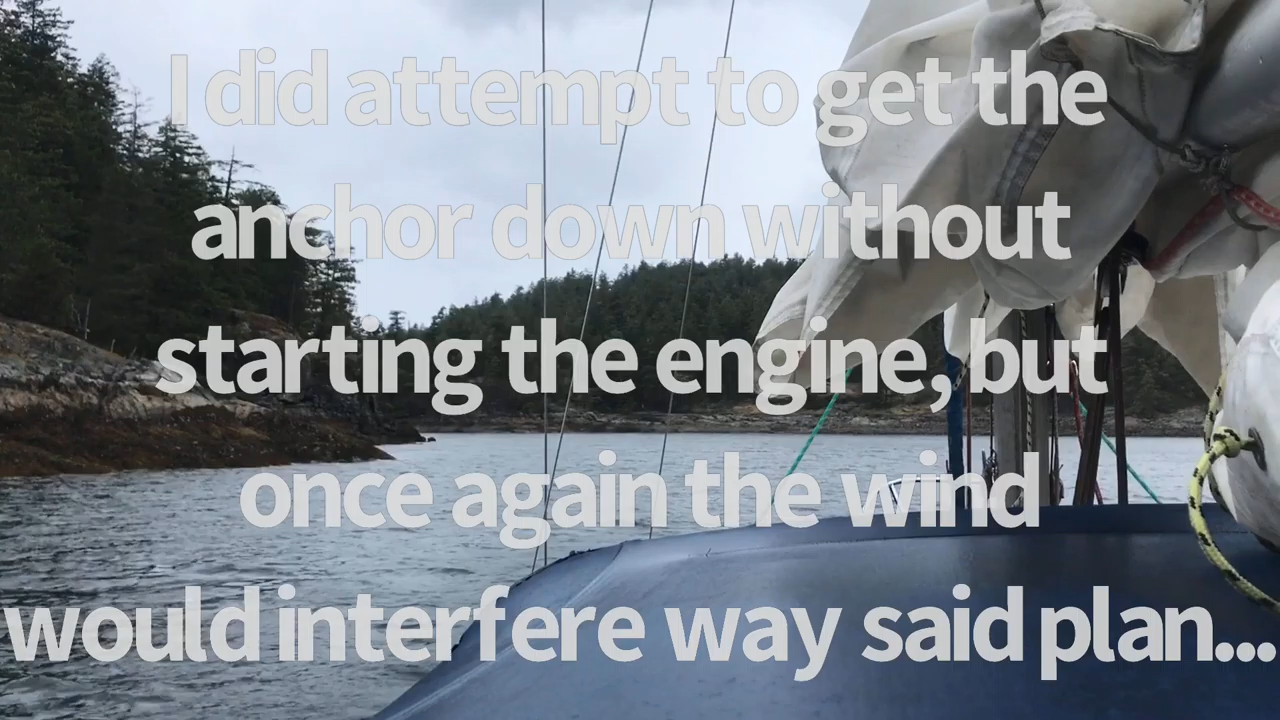 I did attempt to get the
anchor down without
starting the engine, but
once again the wind
would interfere way said plan...